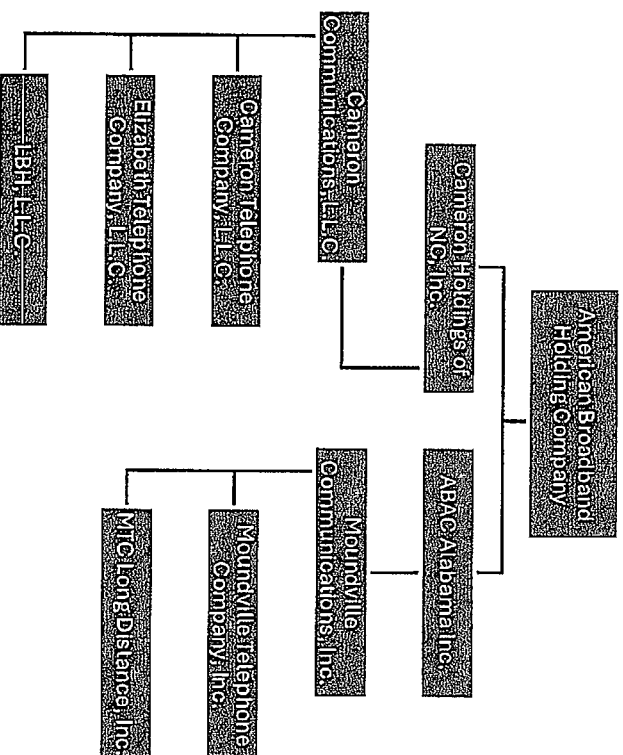 American Broadband
Holding Company
Cameron Holdings of
NC, Inc.
ABAC Alabama Inc.
Cameron
Communications, L.L.C.
Moundville
Communications, Inc.
Cameron Telephone
Company, L.L.C.
Moundville Telephone
Company, Inc.
Elizabeth Telephone
Company, L.L.C.
MTC Long Distance, Inc.
LBH, L.L.C.